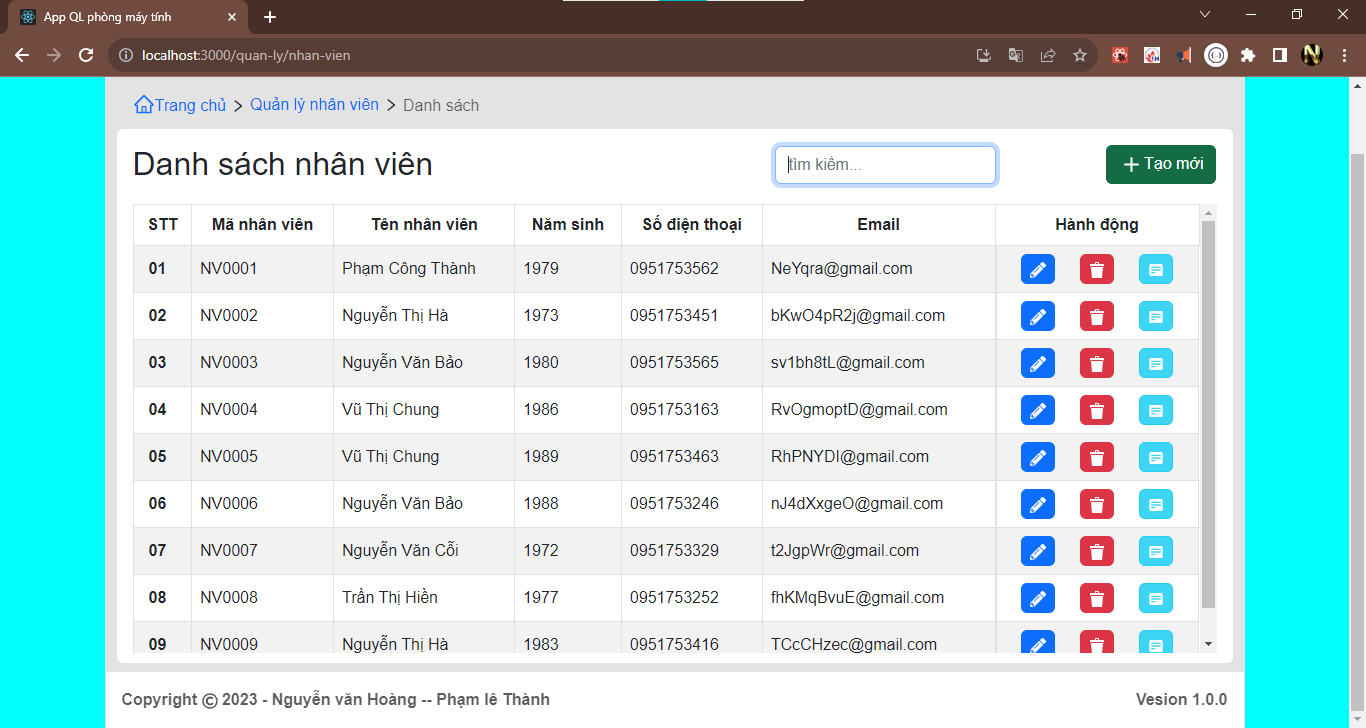 App QL phòng máy tính
localhost:3000/quan-ly/nhan-vien
Trang chủ > Quản lý nhân viên > Danh sách
Danh sách nhân viên tìm kiếm... + Tạo mới
STT Mã nhân viên Tên nhân viên Năm sinh Số điện thoại Email Hành động
01 NV0001 Phạm Công Thành 1979 0951753562 NeYqra@gmail.com
02 NV0002 Nguyễn Thị Hà 1973 0951753451 bKwO4pR2j@gmail.com
03 NV0003 Nguyễn Văn Bảo 1980 0951753565 sv1bh8tL@gmail.com
04 NV0004 Vũ Thị Chung 1986 0951753163 RvOgmoptD@gmail.com
05 NV0005 Vũ Thị Chung 1989 0951753463 RhPNYDI@gmail.com
06 NV0006 Nguyễn Văn Bảo 1988 0951753246 nJ4dXxgeO@gmail.com
07 NV0007 Nguyễn Văn Cỗi 1972 0951753329 t2JgpWr@gmail.com
08 NV0008 Trần Thị Hiền 1977 0951753252 fhKMqBvuE@gmail.com
09 NV0009 Nguyễn Thị Hà 1983 0951753416 TCcCHzec@gmail.com
Copyright © 2023 - Nguyễn văn Hoàng -- Phạm lê Thành Vesion 1.0.0